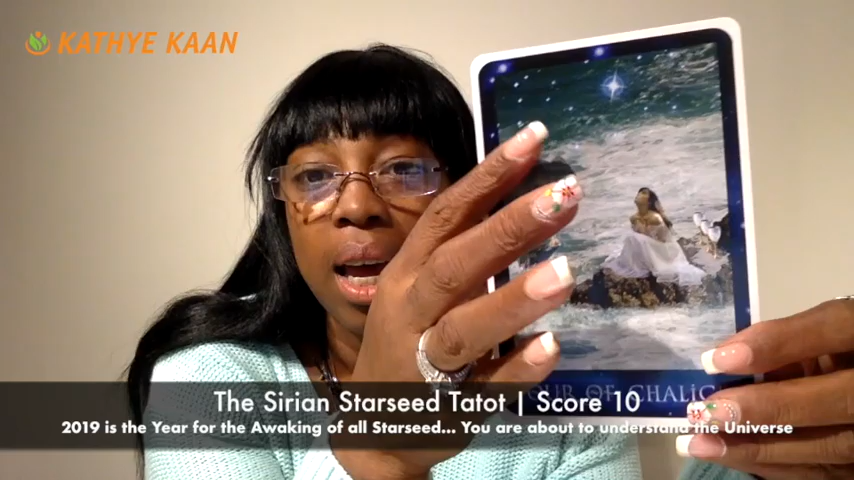 KATHYE KAAN
OUR OF CHALIC
The Sirian Starseed Tatot | Score 10
2019 is the Year for the Awaking of all Starseed... You are about to understand the Universe